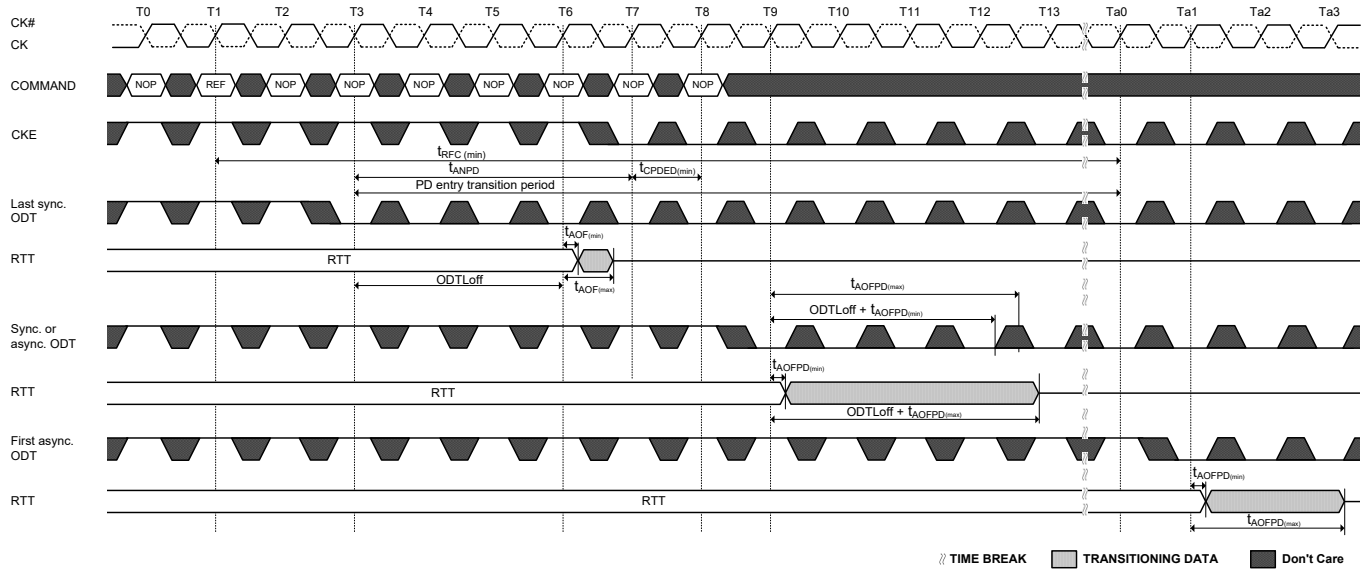 T0 T1 T2 T3 T4 T5 T6 T7 T8 T9 T10 T11 T12 T13 Ta0 Ta1 Ta2 Ta3
CK#
CK
COMMAND NOP REF NOP NOP NOP NOP NOP NOP NOP
CKE
tRFC (min)
tANPD tCPDED(min)
PD entry transition period
Last sync.
ODT
tAOF(min)
RTT RTT
ODTLoff tAOF(max)
tAOFPD(max)
ODTLoff + tAOFPD(min)
Sync. or
async. ODT
tAOFPD(min)
RTT RTT
ODTLoff + tAOFPD(max)
First async.
ODT
tAOFPD(min)
RTT RTT
tAOFPD(max)
TIME BREAK TRANSITIONING DATA Don't Care